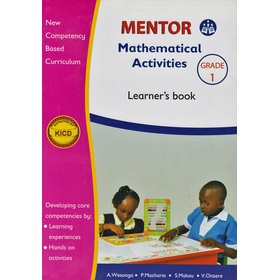 New
Competency
Based
Curriculum
MENTOR
Mathematical
Activities
GRADE
1
Learner's book
KICD
Developing core
competencies by:
• Learning
experiences
• Hands on
activities
A.Wasonga • P.Macharia • S.Makau • V.Onzere